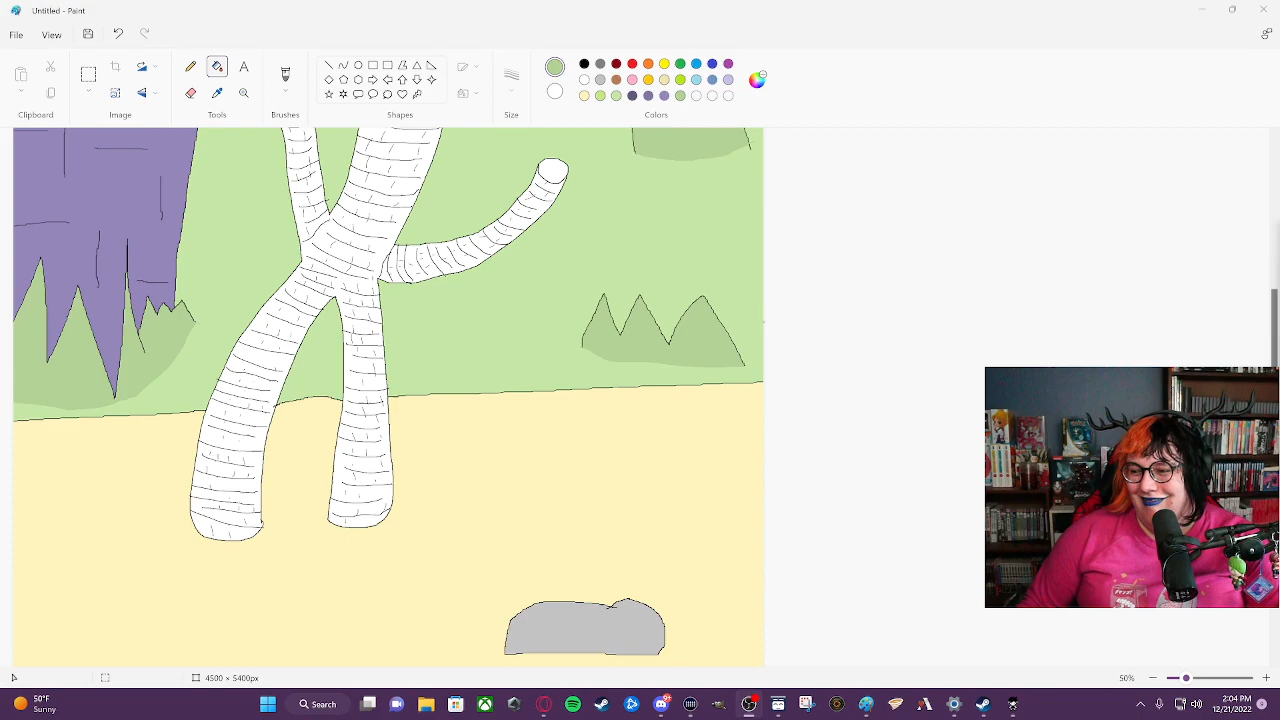 Untitled - Paint
File View
Clipboard Image Tools Brushes Shapes Size Colors
4500 × 5400px
50%
50°F
Sunny
Search
2:04 PM
12/21/2022